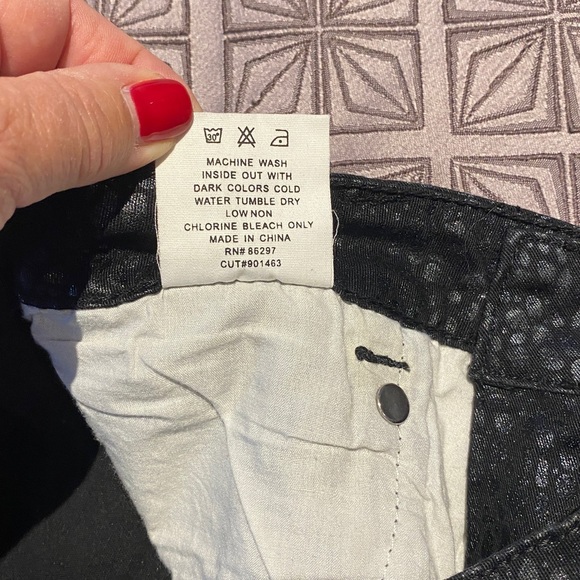 30°
MACHINE WASH
INSIDE OUT WITH
DARK COLORS COLD
WATER TUMBLE DRY
LOW NON
CHLORINE BLEACH ONLY
MADE IN CHINA
RN# 86297
CUT#901463